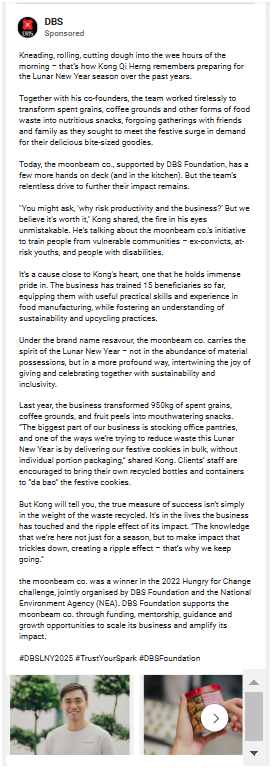 DBS
Sponsored
Kneading, rolling, cutting dough into the wee hours of the
morning – that's how Kong Qi Herng remembers preparing for
the Lunar New Year season over the past years.
Together with his co-founders, the team worked tirelessly to
transform spent grains, coffee grounds and other forms of food
waste into nutritious snacks, forgoing gatherings with friends
and family as they sought to meet the festive surge in demand
for their delicious bite-sized goodies.
Today, the moonbeam co., supported by DBS Foundation, has a
few more hands on deck (and in the kitchen). But the team's
relentless drive to further their impact remains.
"You might ask, 'why risk productivity and the business?' But we
believe it's worth it,' Kong shared, the fire in his eyes
unmistakable. He's talking about the moonbeam co.'s initiative
to train people from vulnerable communities – ex-convicts, at-
risk youths, and people with disabilities.
It's a cause close to Kong's heart, one that he holds immense
pride in. The business has trained 15 beneficiaries so far,
equipping them with useful practical skills and experience in
food manufacturing, while fostering an understanding of
sustainability and upcycling practices.
Under the brand name resavour, the moonbeam co. carries the
spirit of the Lunar New Year – not in the abundance of material
possessions, but in a more profound way, intertwining the joy of
giving and celebrating together with sustainability and
inclusivity.
Last year, the business transformed 950kg of spent grains,
coffee grounds, and fruit peels into mouthwatering snacks.
"The biggest part of our business is stocking office pantries,
and one of the ways we're trying to reduce waste this Lunar
New Year is by delivering our festive cookies in bulk, without
individual portion packaging," shared Kong. Clients' staff are
encouraged to bring their own recycled bottles and containers
to "da bao" the festive cookies.
But Kong will tell you, the true measure of success isn't simply
in the weight of the waste recycled. It's in the lives the business
has touched and the ripple effect of its impact. "The knowledge
that we're here not just for a season, but to make impact that
trickles down, creating a ripple effect – that's why we keep
going."
the moonbeam co. was a winner in the 2022 Hungry for Change
challenge, jointly organised by DBS Foundation and the National
Environment Agency (NEA). DBS Foundation supports the
moonbeam co. through funding, mentorship, guidance and
growth opportunities to scale its business and amplify its
impact.
#DBSLNY2025 #TrustYourSpark #DBSFoundation